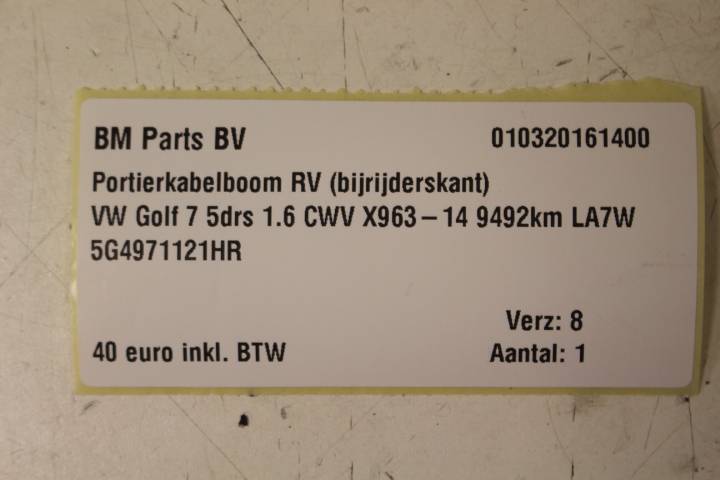 BM Parts BV 010320161400
Portierkabelboom RV (bijrijderskant)
VW Golf 7 5drs 1.6 CWV X963-14 9492km LA7W
5G4971121HR
Verz: 8
40 euro inkl. BTW Aantal: 1